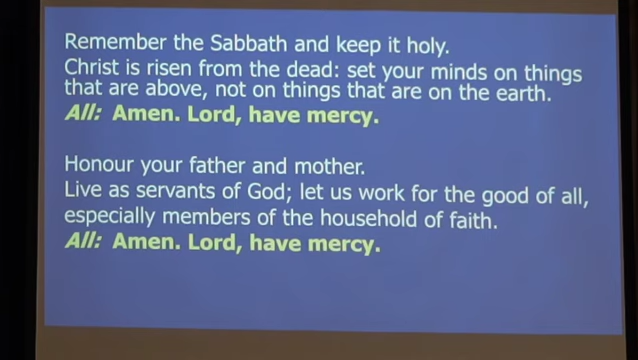 Remember the Sabbath and keep it holy.
Christ is risen from the dead: set your minds on things
that are above, not on things that are on the earth.
All: Amen. Lord, have mercy.
Honour your father and mother.
Live as servants of God; let us work for the good of all,
especially members of the household of faith.
All: Amen. Lord, have mercy.